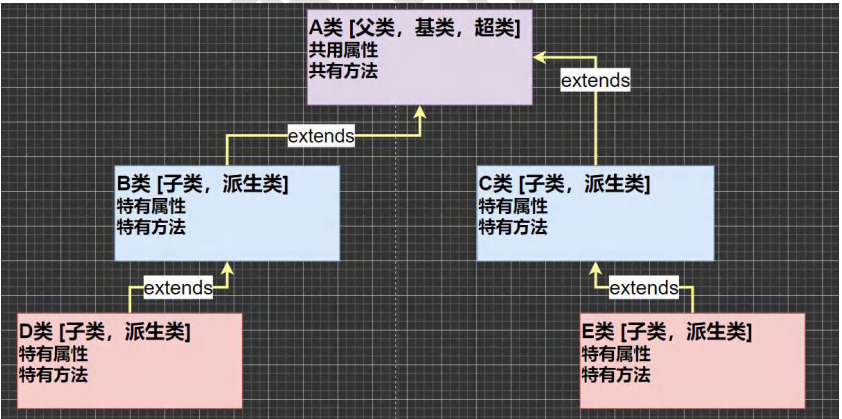 A类 [父类，基类，超类]
共用属性
共有方法
extends
extends
B类 [子类，派生类]
特有属性
特有方法
C类 [子类，派生类]
特有属性
特有方法
extends
extends
D类 [子类，派生类]
特有属性
特有方法
E类 [子类，派生类]
特有属性
特有方法